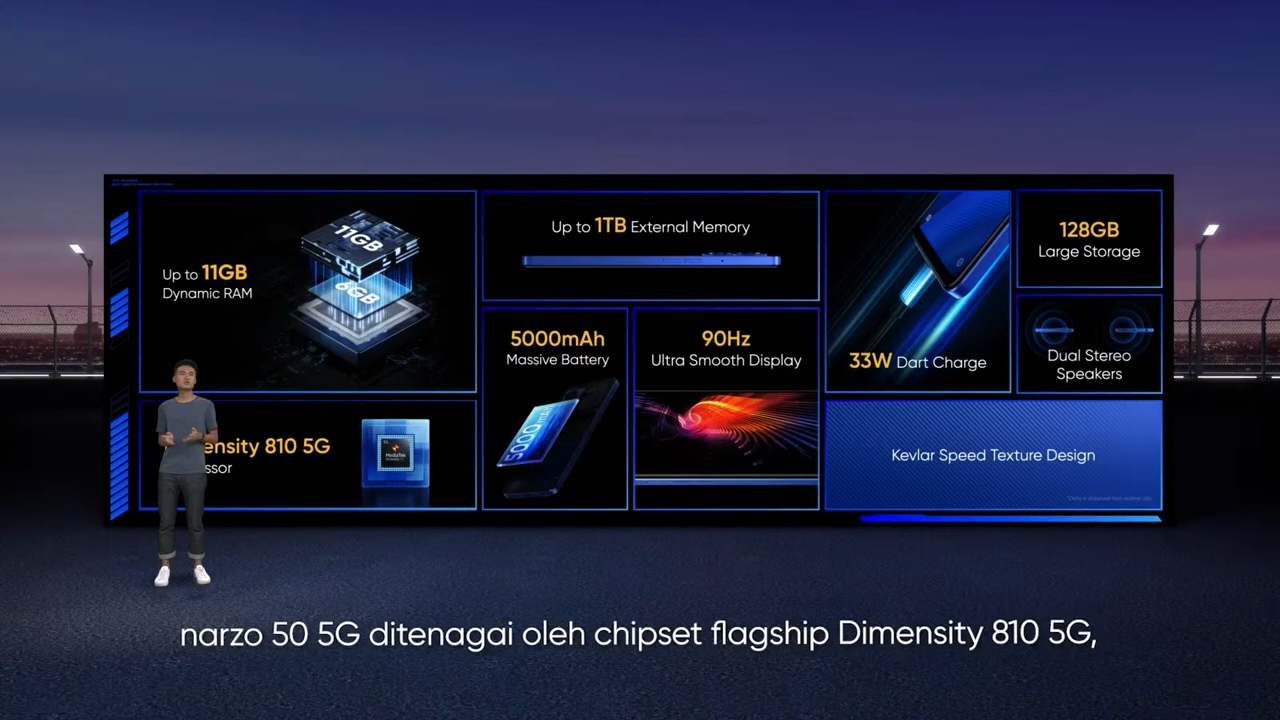 11GB
6GB
Up to 11GB
Dynamic RAM
Up to 1TB External Memory
33W Dart Charge
128GB
Large Storage
Dual Stereo
Speakers
5000mAh
Massive Battery
5000mAh
90Hz
Ultra Smooth Display
ensity 810 5G
ssor
MediaTek
Kevlar Speed Texture Design
narzo 50 5G ditenagai oleh chipset flagship Dimensity 810 5G,